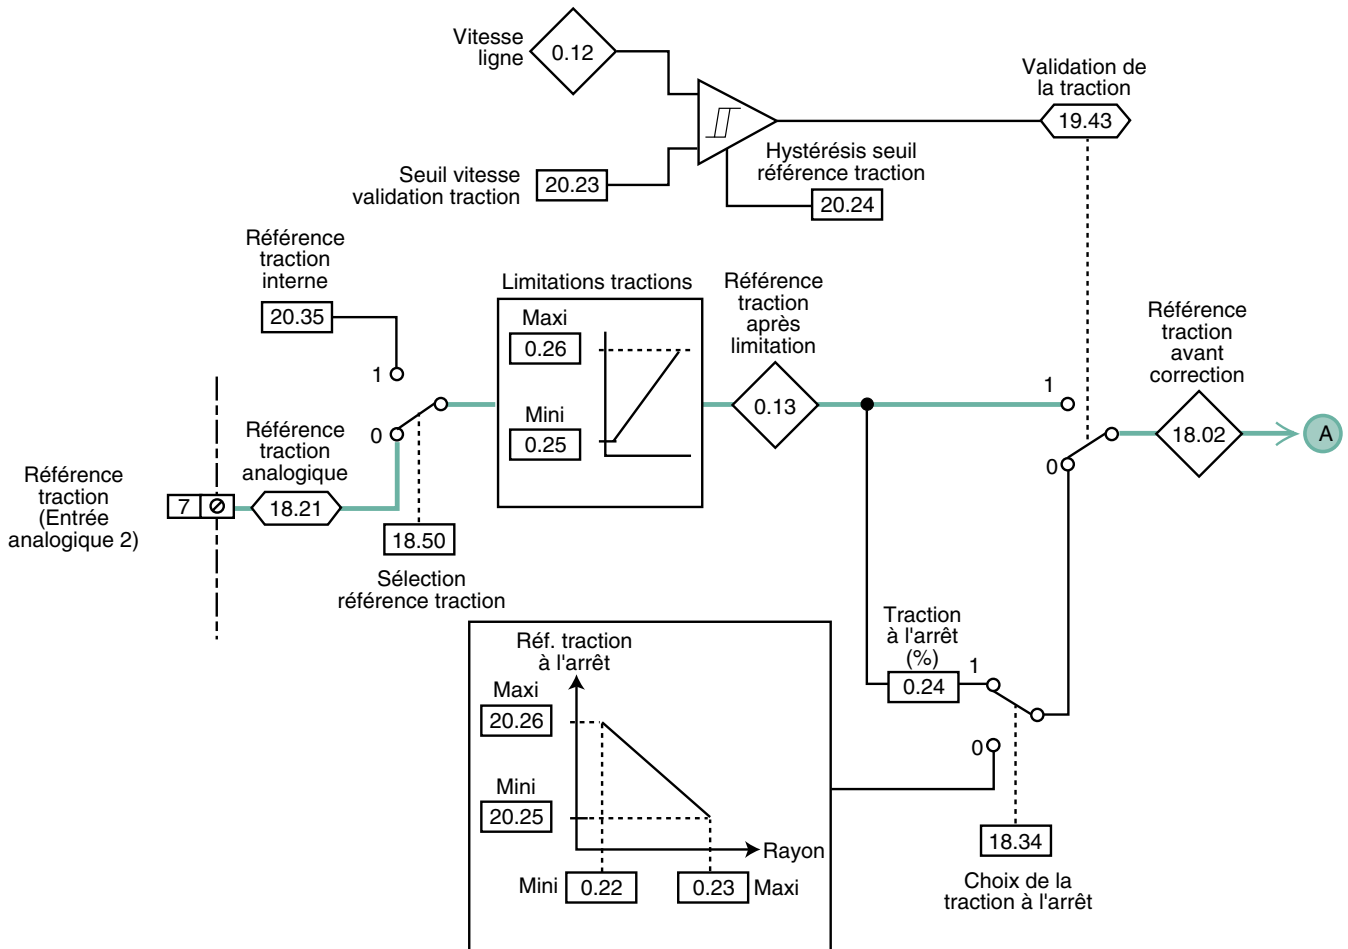 Vitesse
ligne
0.12
Validation de
la traction
19.43
Seuil vitesse
validation traction
20.23
Hystérésis seuil
référence traction
20.24
Référence
traction
interne
20.35
1
0
Référence
traction
analogique
18.21
Référence
traction
(Entrée
analogique 2)
7
18.50
Sélection
référence traction
Limitations tractions
Maxi
0.26
Mini
0.25
Référence
traction
après
limitation
0.13
1
0
Référence
traction
avant
correction
18.02
A
Traction
à l'arrêt
(%)
0.24
1
0
18.34
Choix de la
traction à l'arrêt
Réf. traction
à l'arrêt
Maxi
20.26
Mini
20.25
Rayon
Mini
0.22
0.23
Maxi